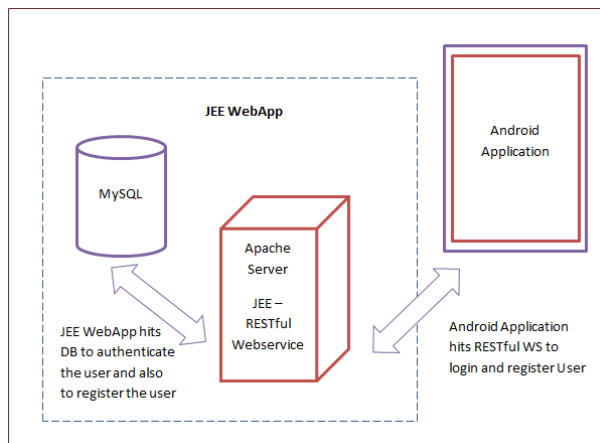 JEE WebApp
MySQL
Apache
Server
JEE –
RESTful
Webservice
Android
Application
JEE WebApp hits
DB to authenticate
the user and also
to register the user
Android Application
hits RESTful WS to
login and register User